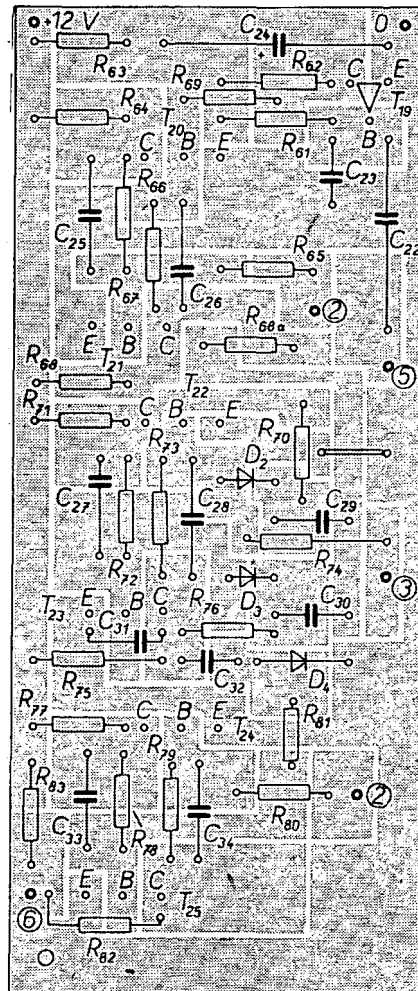 +12 V C24 0
+
R63 R62 C E
R69
R64 T20 T19
C B E R61 B
R66 C23
C25 C22
R65
R67 C26
2
E B C R68a
R68 T21 5
T22
R71 C B E
R73 R70
D2
C27 C28 C29
R72 R74
3
T23 E B C R76 D3 C30
C31
R75 C32 D4
R77 C B E T24 R81
R79
R83 2
C33 R78 C34 R80
E B C
6 T25
R82